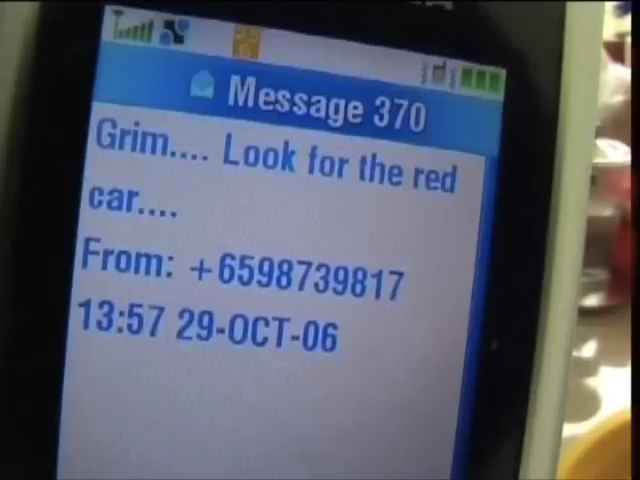 Message 370
Grim.... Look for the red
car....
From: +6598739817
13:57 29-OCT-06